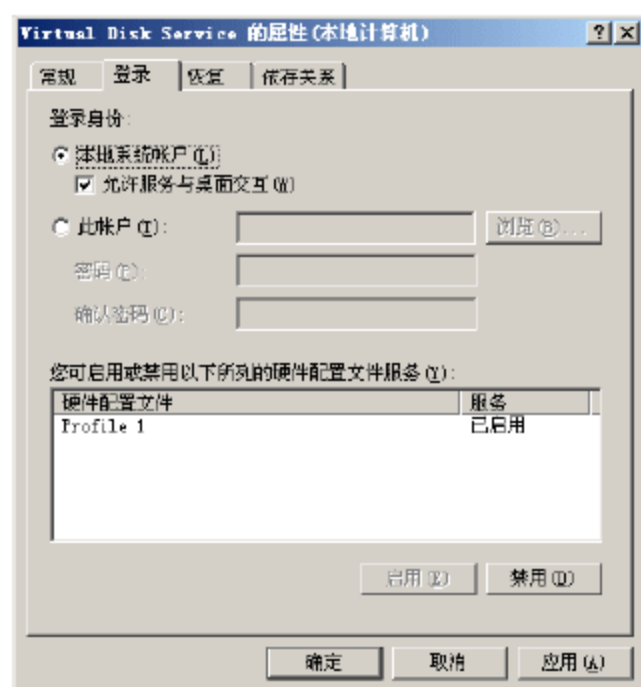 Virtual Disk Service 的属性(本地计算机)
常规 登录 恢复 依存关系
登录身份:
本地系统帐户(L)
允许服务与桌面交互(W)
此帐户(T): 浏览(B)...
密码(P):
确认密码(C):
您可启用或禁用以下所列的硬件配置文件服务(Y):
硬件配置文件 服务
Profile 1 已启用
启用(E) 禁用(D)
确定 取消 应用(A)